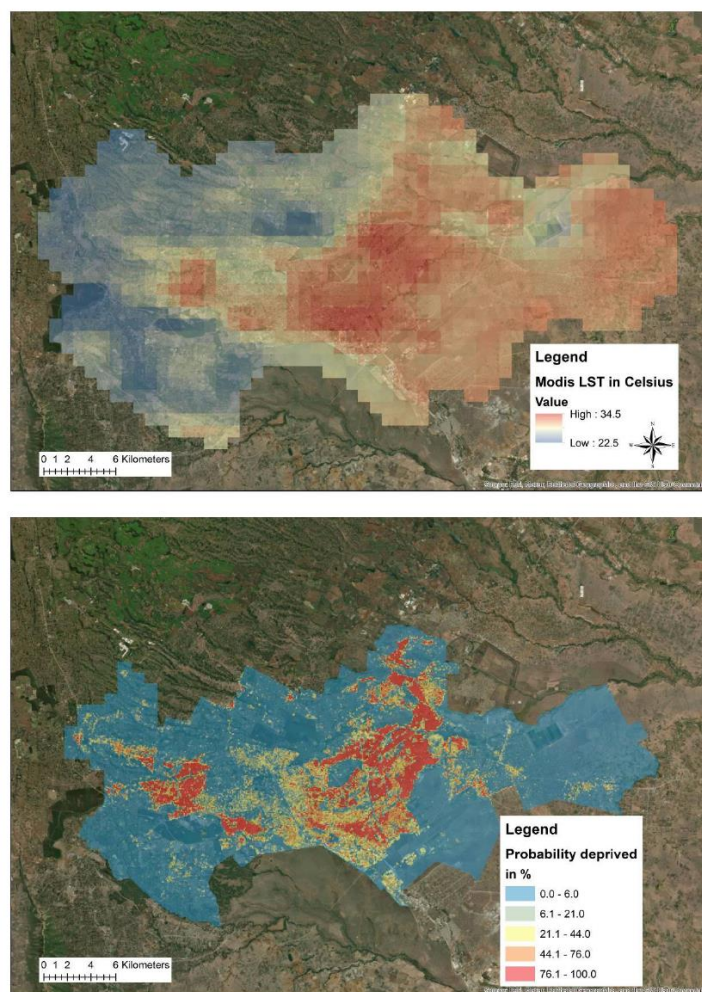 Legend
Modis LST in Celsius
Value
High : 34.5
Low : 22.5
N
0 1 2 4 6 Kilometers
Legend
Probability deprived
in %
0.0 - 6.0
6.1 - 21.0
21.1 - 44.0
44.1 - 76.0
76.1 - 100.0
0 1 2 4 6 Kilometers